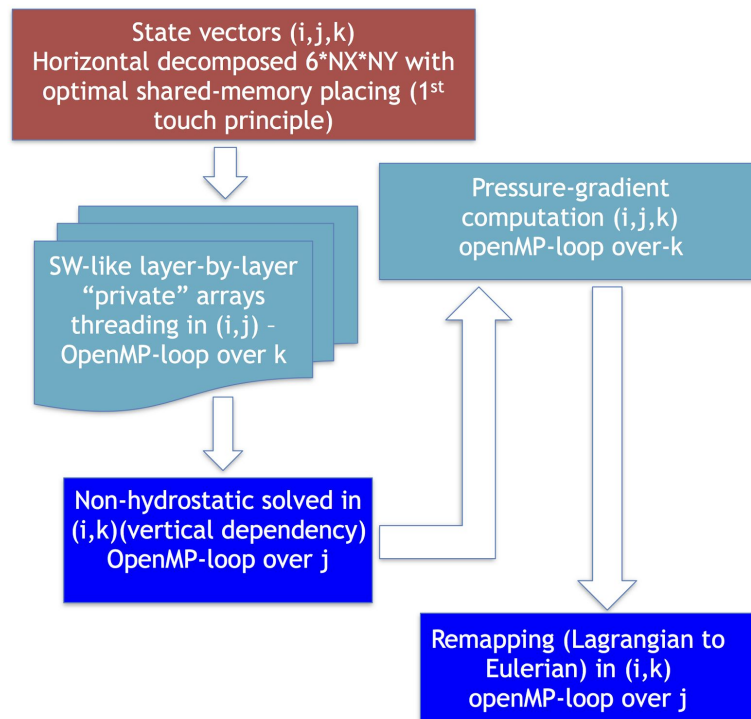 State vectors (i,j,k)
Horizontal decomposed 6*NX*NY with
optimal shared-memory placing (1st
touch principle)
SW-like layer-by-layer
“private” arrays
threading in (i,j) –
OpenMP-loop over k
Non-hydrostatic solved in
(i,k)(vertical dependency)
OpenMP-loop over j
Pressure-gradient
computation (i,j,k)
openMP-loop over-k
Remapping (Lagrangian to
Eulerian) in (i,k)
openMP-loop over j